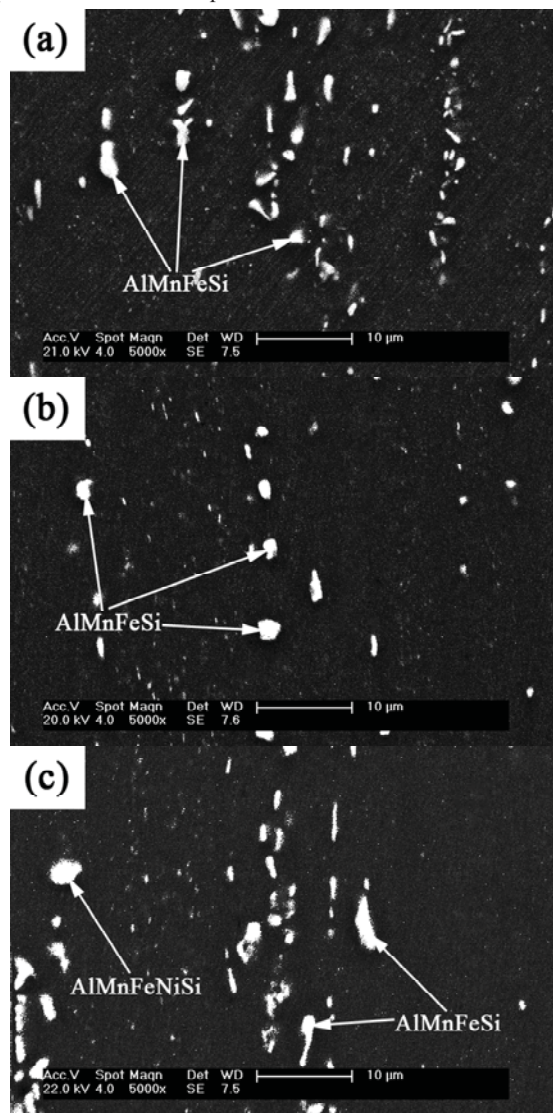 (a)
AlMnFeSi
Acc.V Spot Magn Det WD
10 µm
21.0 kV 4.0 5000x SE 7.5
(b)
AlMnFeSi
Acc.V Spot Magn Det WD
10 µm
20.0 kV 4.0 5000x SE 7.6
(c)
AlMnFeNiSi
AlMnFeSi
Acc.V Spot Magn Det WD
10 µm
22.0 kV 4.0 5000x SE 7.5